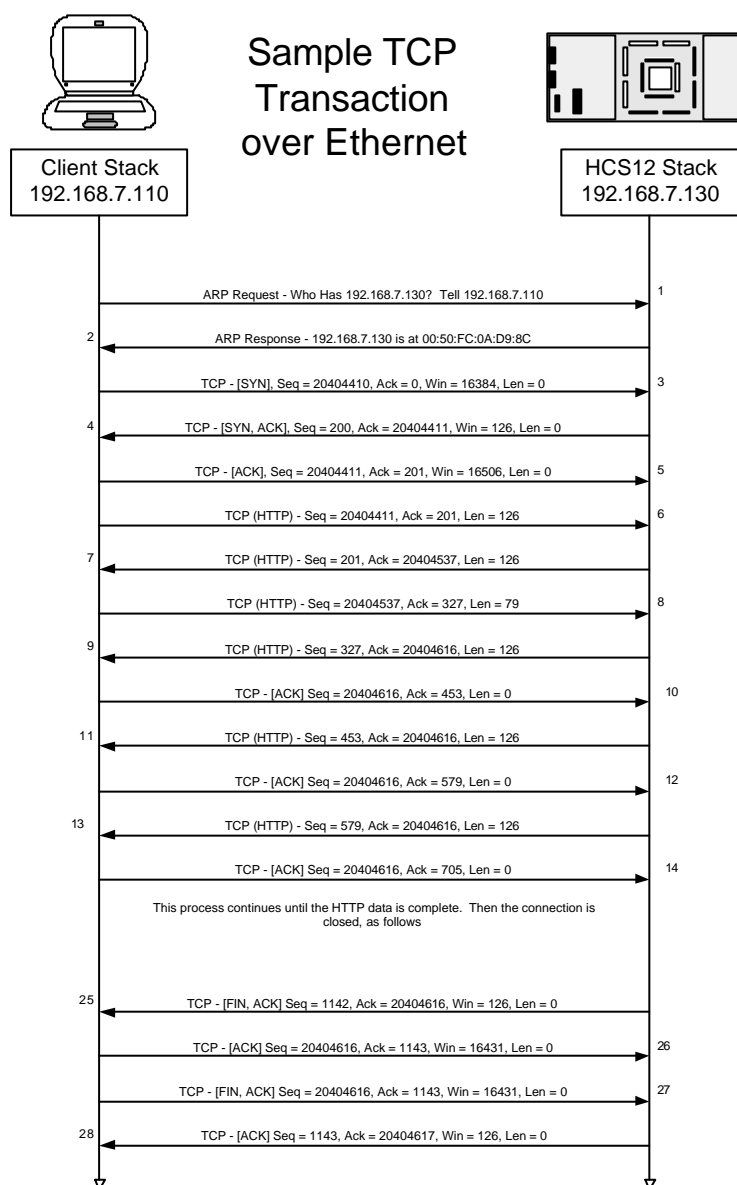 Sample TCP
Transaction
over Ethernet
Client Stack
192.168.7.110
HCS12 Stack
192.168.7.130
ARP Request - Who Has 192.168.7.130?  Tell 192.168.7.110
1
2
ARP Response - 192.168.7.130 is at 00:50:FC:0A:D9:8C
TCP - [SYN], Seq = 20404410, Ack = 0, Win = 16384, Len = 0
3
4
TCP - [SYN, ACK], Seq = 200, Ack = 20404411, Win = 126, Len = 0
TCP - [ACK], Seq = 20404411, Ack = 201, Win = 16506, Len = 0
5
TCP (HTTP) - Seq = 20404411, Ack = 201, Len = 126
6
7
TCP (HTTP) - Seq = 201, Ack = 20404537, Len = 126
TCP (HTTP) - Seq = 20404537, Ack = 327, Len = 79
8
9
TCP (HTTP) - Seq = 327, Ack = 20404616, Len = 126
TCP - [ACK] Seq = 20404616, Ack = 453, Len = 0
10
11
TCP (HTTP) - Seq = 453, Ack = 20404616, Len = 126
TCP - [ACK] Seq = 20404616, Ack = 579, Len = 0
12
13
TCP (HTTP) - Seq = 579, Ack = 20404616, Len = 126
TCP - [ACK] Seq = 20404616, Ack = 705, Len = 0
14
This process continues until the HTTP data is complete.  Then the connection is
closed, as follows
25
TCP - [FIN, ACK] Seq = 1142, Ack = 20404616, Win = 126, Len = 0
TCP - [ACK] Seq = 20404616, Ack = 1143, Win = 16431, Len = 0
26
TCP - [FIN, ACK] Seq = 20404616, Ack = 1143, Win = 16431, Len = 0
27
28
TCP - [ACK] Seq = 1143, Ack = 20404617, Win = 126, Len = 0